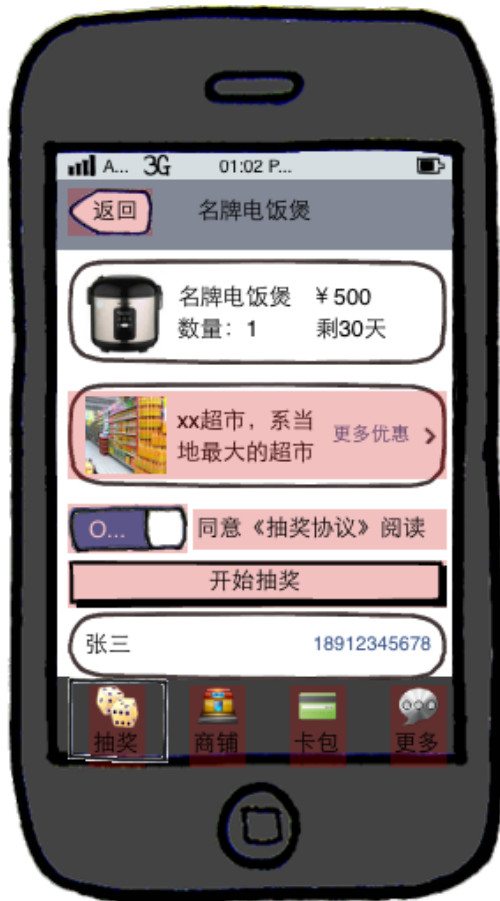 A... 3G 01:02 P...
返回 名牌电饭煲
名牌电饭煲 ￥500
数量：1 剩30天
xx超市，系当
地最大的超市
更多优惠
O... 同意《抽奖协议》阅读
开始抽奖
张三 18912345678
抽奖 商铺 卡包 更多